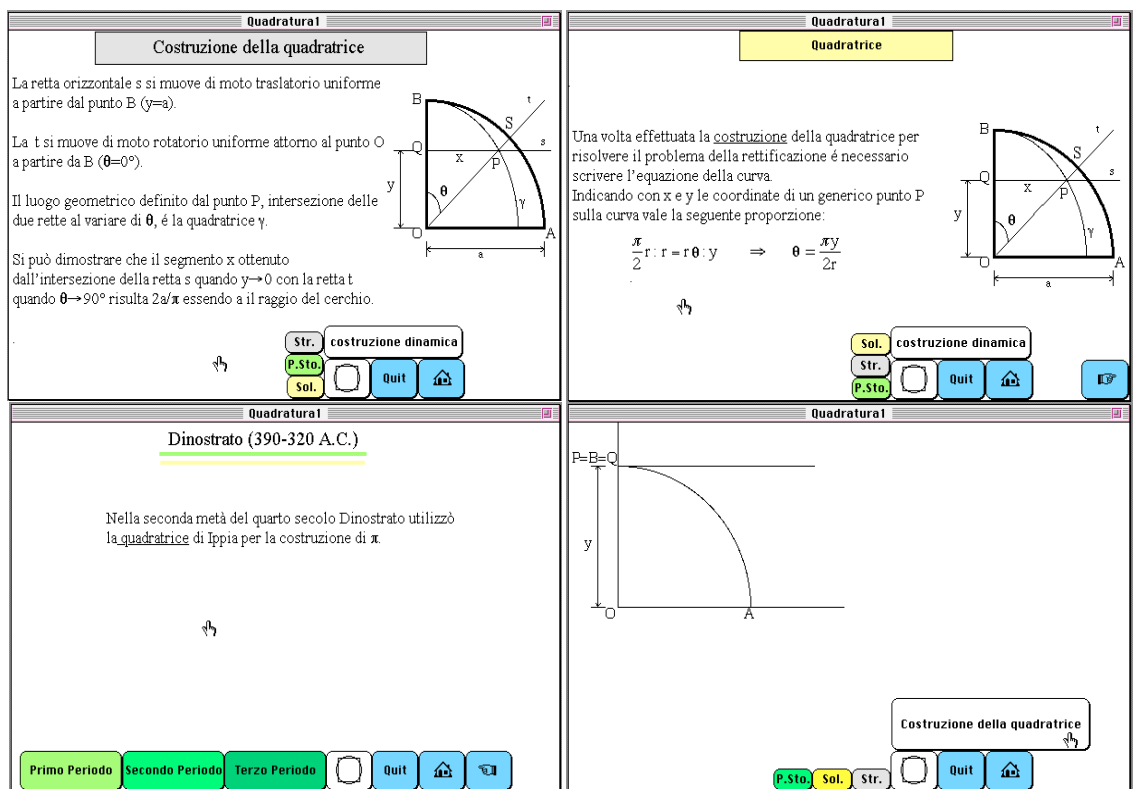 Quadratura1
Costruzione della quadratrice
La retta orizzontale s si muove di moto traslatorio uniforme
a partire dal punto B (y=a).
La t si muove di moto rotatorio uniforme attorno al punto O
a partire da B (θ=0°).
Il luogo geometrico definito dal punto P, intersezione delle
due rette al variare di θ, é la quadratrice γ.
Si può dimostrare che il segmento x ottenuto
dall'intersezione della retta s quando y→0 con la retta t
quando θ→90° risulta 2a/π essendo a il raggio del cerchio.
B
t
S
Q
x
s
P
y
θ
γ
O
A
a
Str.
costruzione dinamica
P.Sto.
Sol.
Quit
Quadratura1
Quadratrice
Una volta effettuata la costruzione della quadratrice per
risolvere il problema della rettificazione é necessario
scrivere l'equazione della curva.
Indicando con x e y le coordinate di un generico punto P
sulla curva vale la seguente proporzione:
π/2 r : r = r θ : y ⇒ θ = πy/2r
B
t
S
Q
x
s
P
y
θ
γ
O
A
a
Sol.
costruzione dinamica
Str.
P.Sto.
Quit
Quadratura1
Dinostrato (390-320 A.C.)
Nella seconda metà del quarto secolo Dinostrato utilizzò
la quadratrice di Ippia per la costruzione di π.
Primo Periodo
Secondo Periodo
Terzo Periodo
Quit
Quadratura1
P=B=Q
y
O
A
Costruzione della quadratrice
P.Sto.
Sol.
Str.
Quit